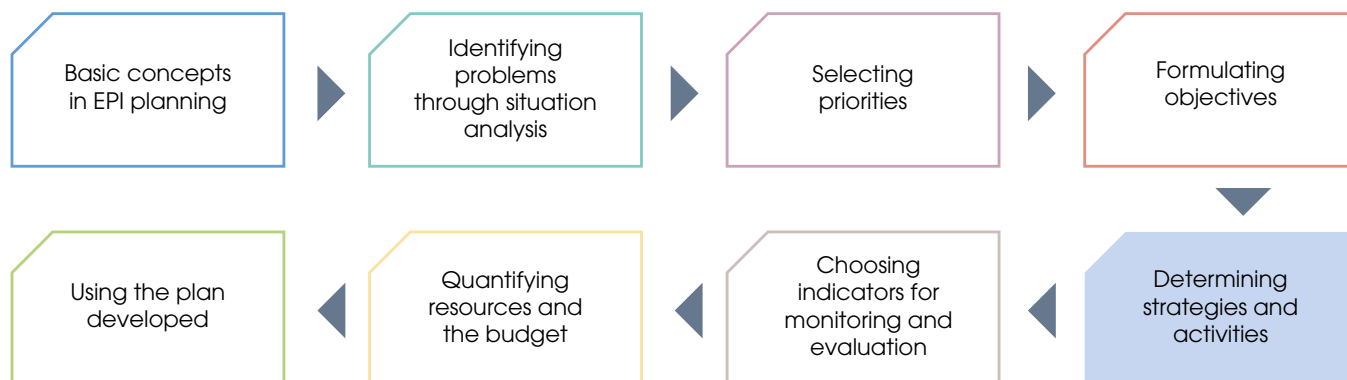 Basic concepts
in EPI planning
Identifying
problems
through situation
analysis
Selecting
priorities
Formulating
objectives
Determining
strategies and
activities
Choosing
indicators for
monitoring and
evaluation
Quantifying
resources and
the budget
Using the plan
developed